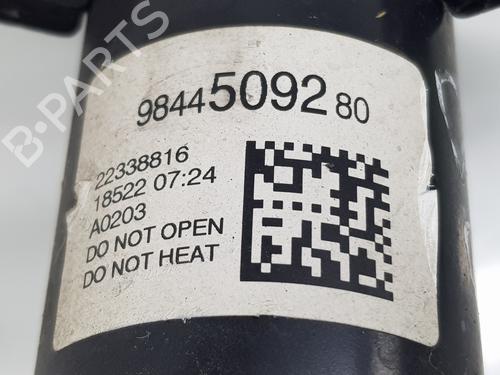 B-PARTS
9844509280
22338816
18522 07:24
A0203
DO NOT OPEN
DO NOT HEAT